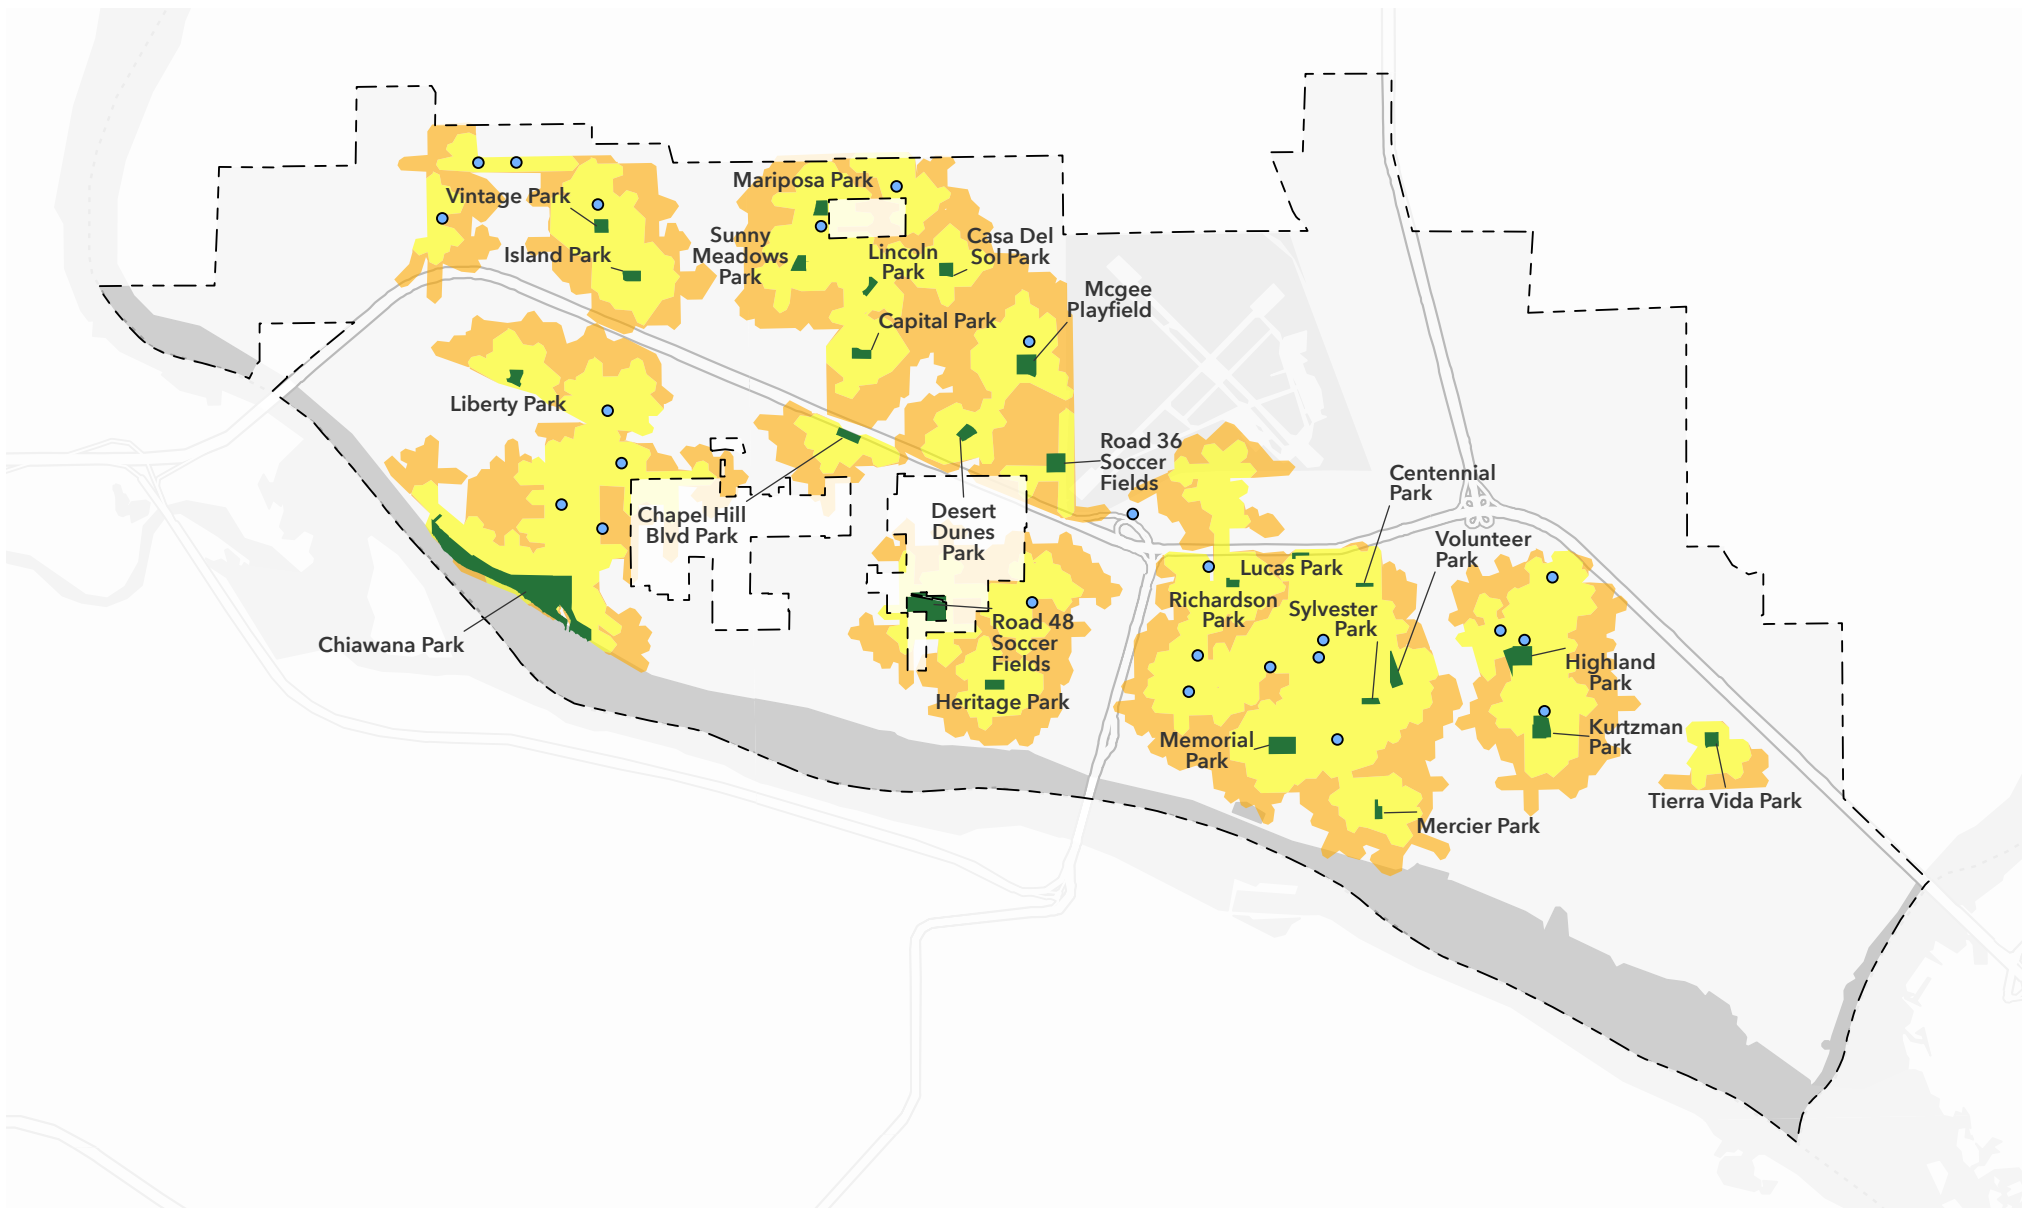 Mariposa Park
Vintage Park
Sunny
Meadows
Park
Casa Del
Sol Park
Lincoln
Park
Island Park
Mcgee
Playfield
Capital Park
Liberty Park
Road 36
Soccer
Fields
Centennial
Park
Chapel Hill
Blvd Park
Desert
Dunes
Park
Volunteer
Park
Lucas Park
Richardson
Park
Sylvester
Park
Road 48
Soccer
Fields
Chiawana Park
Highland
Park
Heritage Park
Memorial
Park
Kurtzman
Park
Tierra Vida Park
Mercier Park